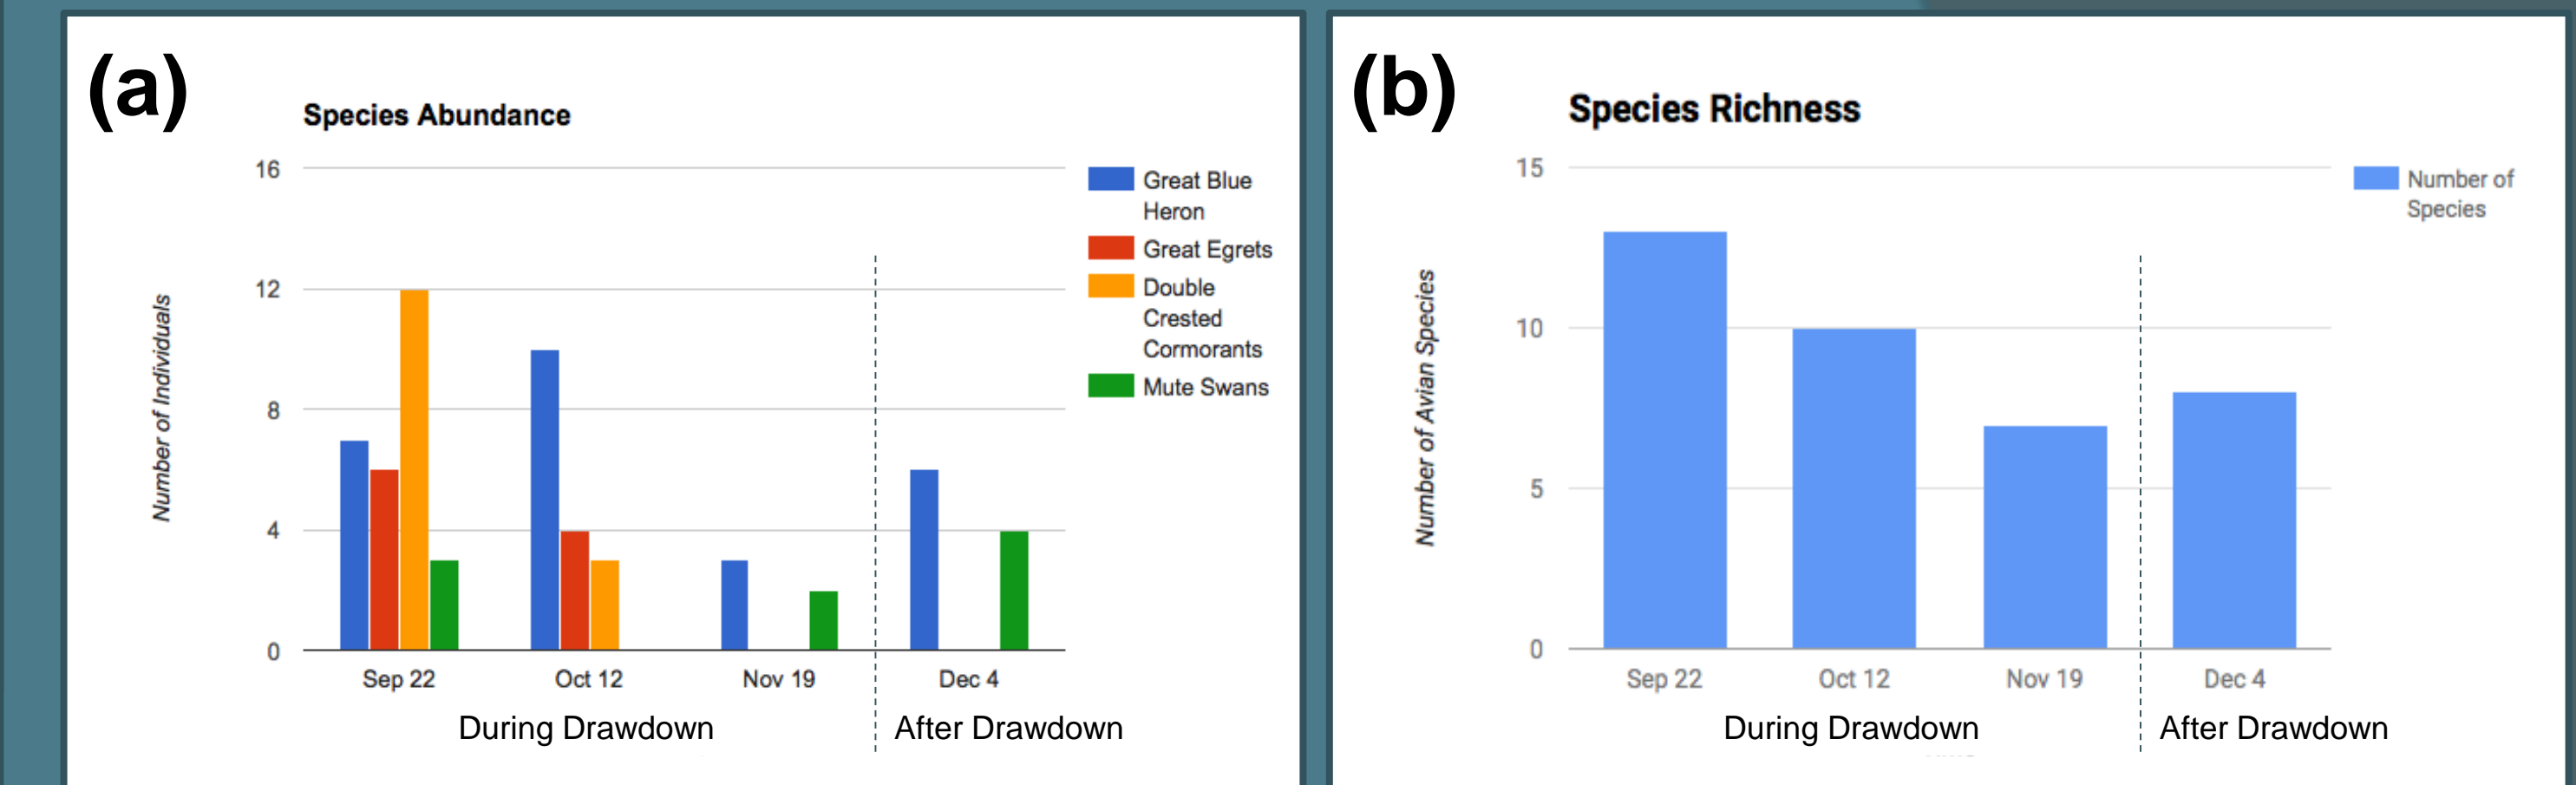 (a)
Species Abundance
16
12
8
4
0
Number of Individuals
Great Blue
Heron
Great Egrets
Double
Crested
Cormorants
Mute Swans
Sep 22 Oct 12 Nov 19 Dec 4
During Drawdown After Drawdown
(b)
Species Richness
15
10
5
0
Number of Avian Species
Number of
Species
Sep 22 Oct 12 Nov 19 Dec 4
During Drawdown After Drawdown